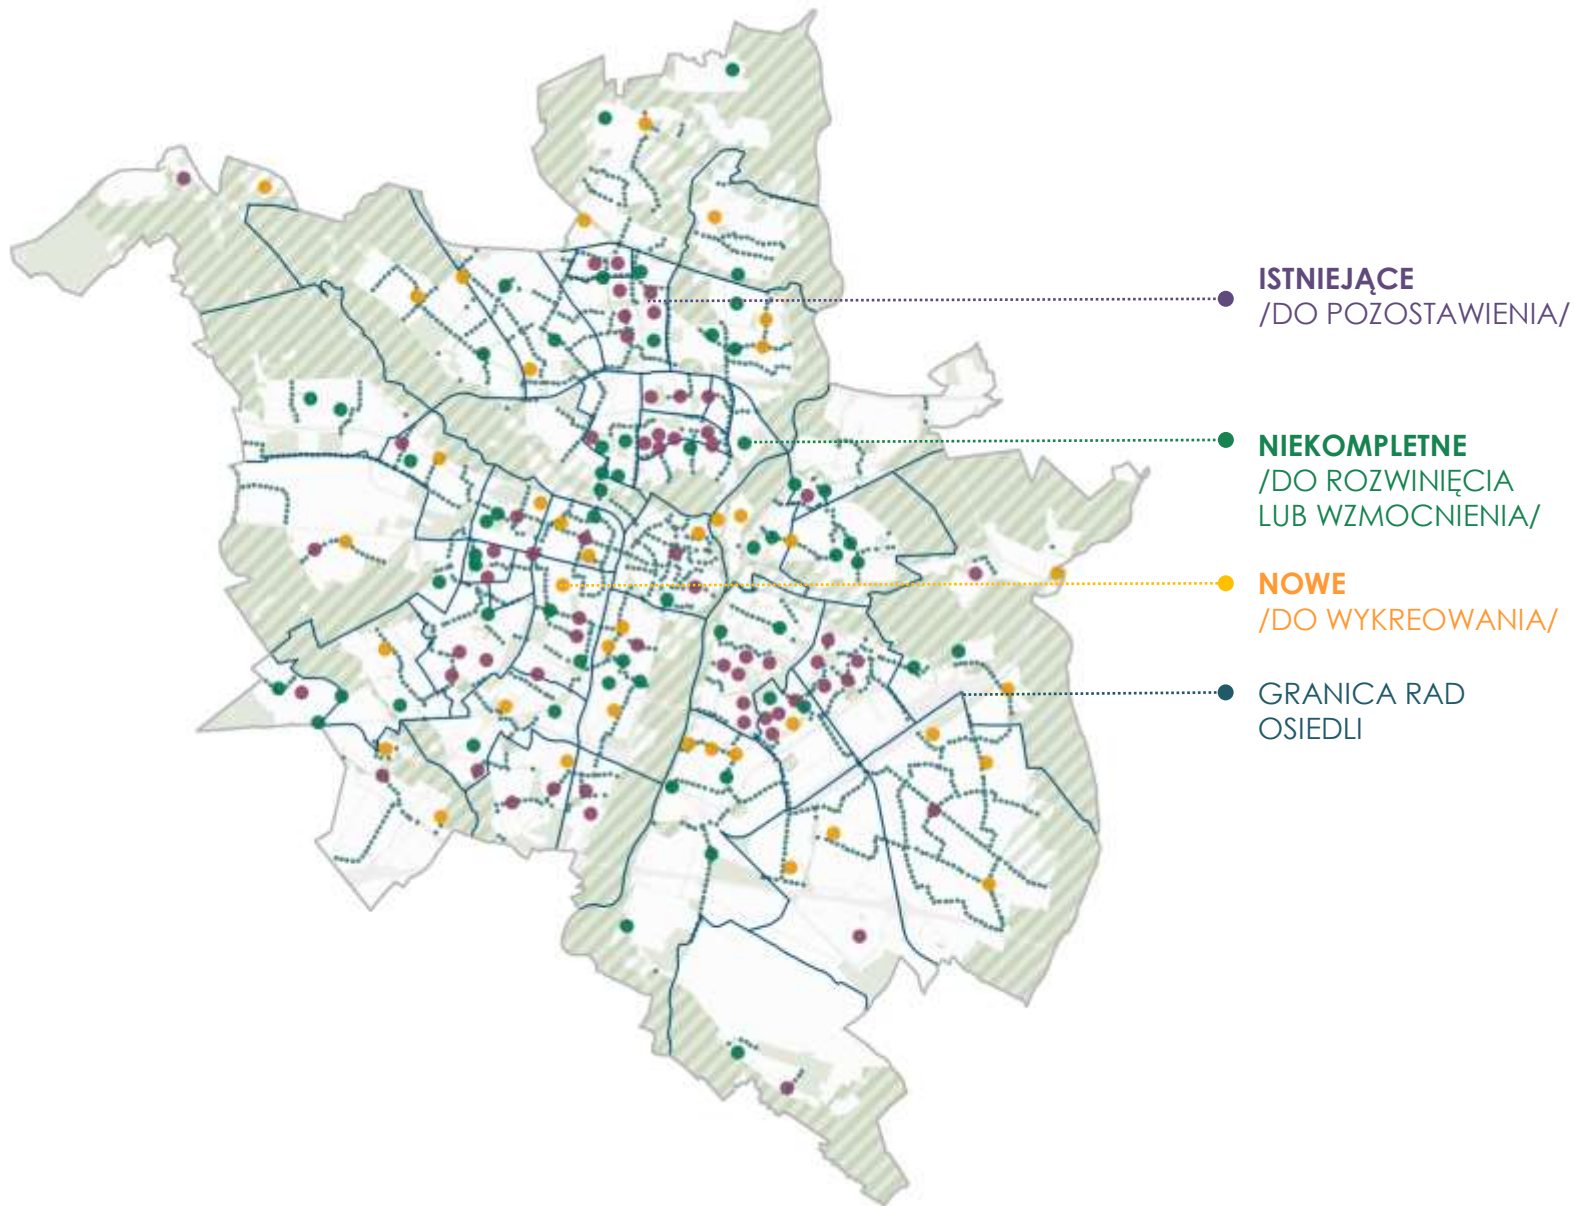 ISTNIEJĄCE
/DO POZOSTAWIENIA/
NIEKOMPLETNE
/DO ROZWINIĘCIA
LUB WZMOCNIENIA/
NOWE
/DO WYKREOWANIA/
GRANICA RAD
OSIEDLI